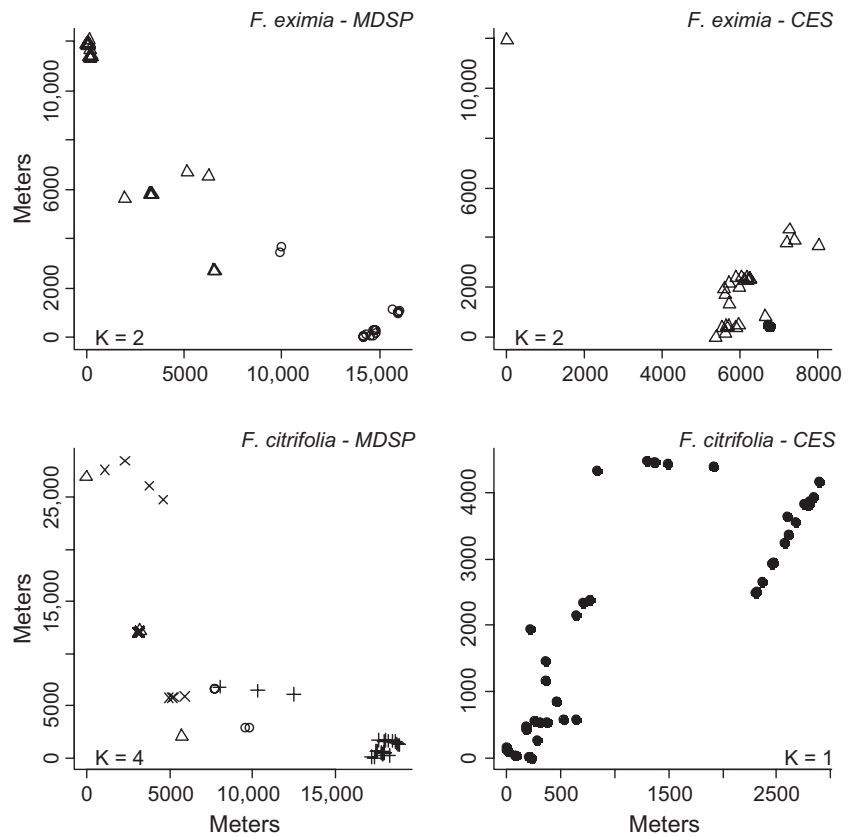 F. eximia - MDSP
Meters
10,000
6000
2000
0
K = 2
0
5000
10,000
15,000
F. eximia - CES
10,000
6000
2000
0
K = 2
0
2000
4000
6000
8000
F. citrifolia - MDSP
Meters
25,000
15,000
5000
0
K = 4
0
5000
10,000
15,000
Meters
F. citrifolia - CES
4000
3000
2000
1000
0
K = 1
0
500
1500
2500
Meters